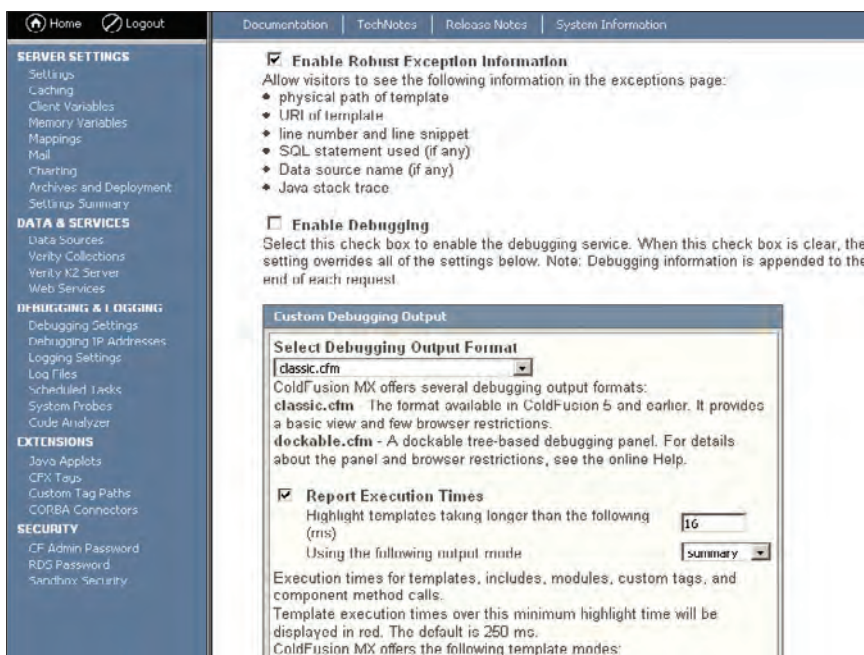 Home Logout
Documentation TechNotes Release Notes System Information
SERVER SETTINGS
Settings
Caching
Client Variables
Memory Variables
Mappings
Mail
Charting
Archives and Deployment
Settings Summary
DATA & SERVICES
Data Sources
Verity Collections
Verity K2 Server
Web Services
DEBUGGING & LOGGING
Debugging Settings
Debugging IP Addresses
Logging Settings
Log Files
Scheduled Tasks
System Probes
Code Analyzer
EXTENSIONS
Java Applets
CFX Tags
Custom Tag Paths
CORBA Connectors
SECURITY
CF Admin Password
RDS Password
Sandbox Security
Enable Robust Exception Information
Allow visitors to see the following information in the exceptions page:
physical path of template
URI of template
line number and line snippet
SQL statement used (if any)
Data source name (if any)
Java stack trace
Enable Debugging
Select this check box to enable the debugging service. When this check box is clear, the
setting overrides all of the settings below. Note: Debugging information is appended to the
end of each request
Custom Debugging Output
Select Debugging Output Format
classic.cfm
ColdFusion MX offers several debugging output formats:
classic.cfm - The format available in ColdFusion 5 and earlier. It provides
a basic view and few browser restrictions.
dockable.cfm - A dockable tree-based debugging panel. For details
about the panel and browser restrictions, see the online Help.
Report Execution Times
Highlight templates taking longer than the following
(ms)
16
Using the following output mode
summary
Execution times for templates, includes, modules, custom tags, and
component method calls.
Template execution times over this minimum highlight time will be
displayed in red. The default is 250 ms.
ColdFusion MX offers the following template modes: